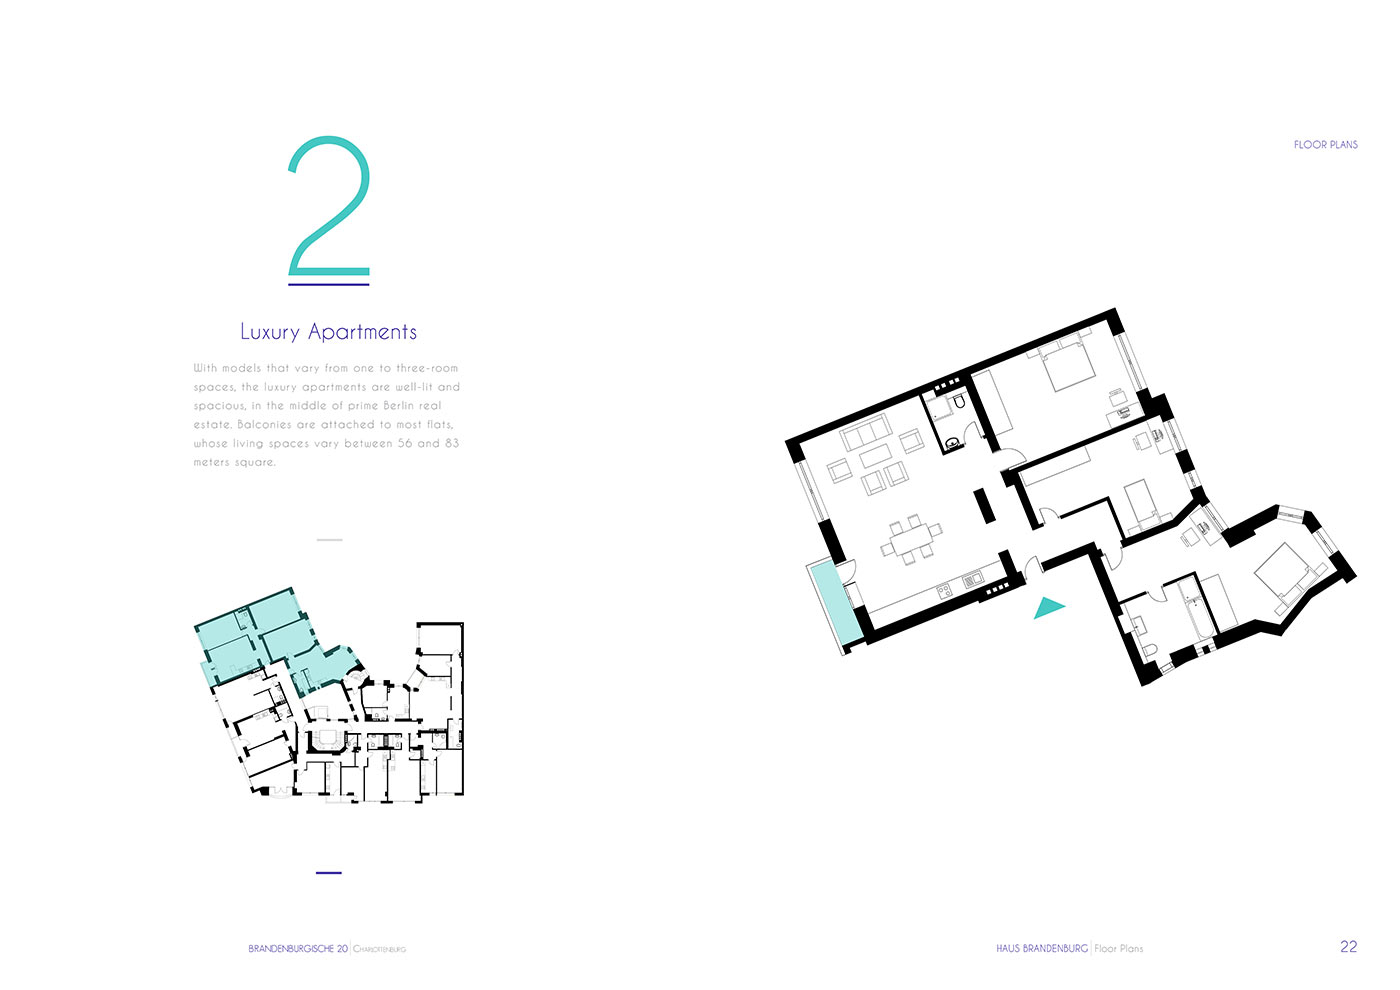 2
Luxury Apartments
With models that vary from one to three-room
spaces, the luxury apartments are well-lit and
spacious, in the middle of prime Berlin real
estate. Balconies are attached to most flats,
whose living spaces vary between 56 and 83
meters square.
BRANDENBURGISCHE 20 | CHARLOTTENBURG
FLOOR PLANS
HAUS BRANDENBURG | Floor Plans
22